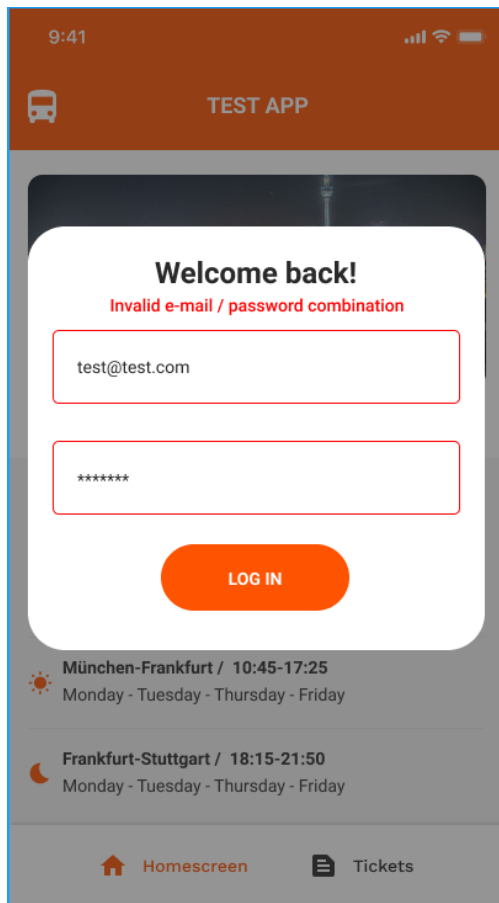 9:41
TEST APP
Welcome back!
Invalid e-mail / password combination
test@test.com
*******
LOG IN
München-Frankfurt / 10:45-17:25
Monday - Tuesday - Thursday - Friday
Frankfurt-Stuttgart / 18:15-21:50
Monday - Tuesday - Thursday - Friday
Homescreen
Tickets